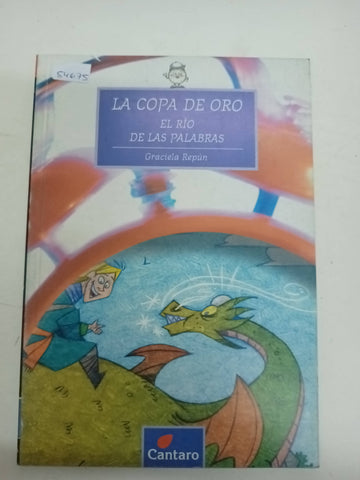 54675
LA COPA DE ORO
EL RÍO
DE LAS PALABRAS
Graciela Repún
Cantaro